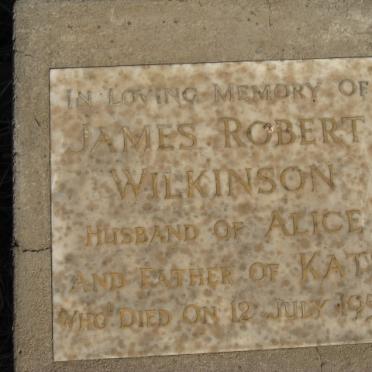 IN LOVING MEMORY OF
JAMES ROBERT
WILKINSON
HUSBAND OF ALICE
AND FATHER OF
WHO DIED ON 12 JULY